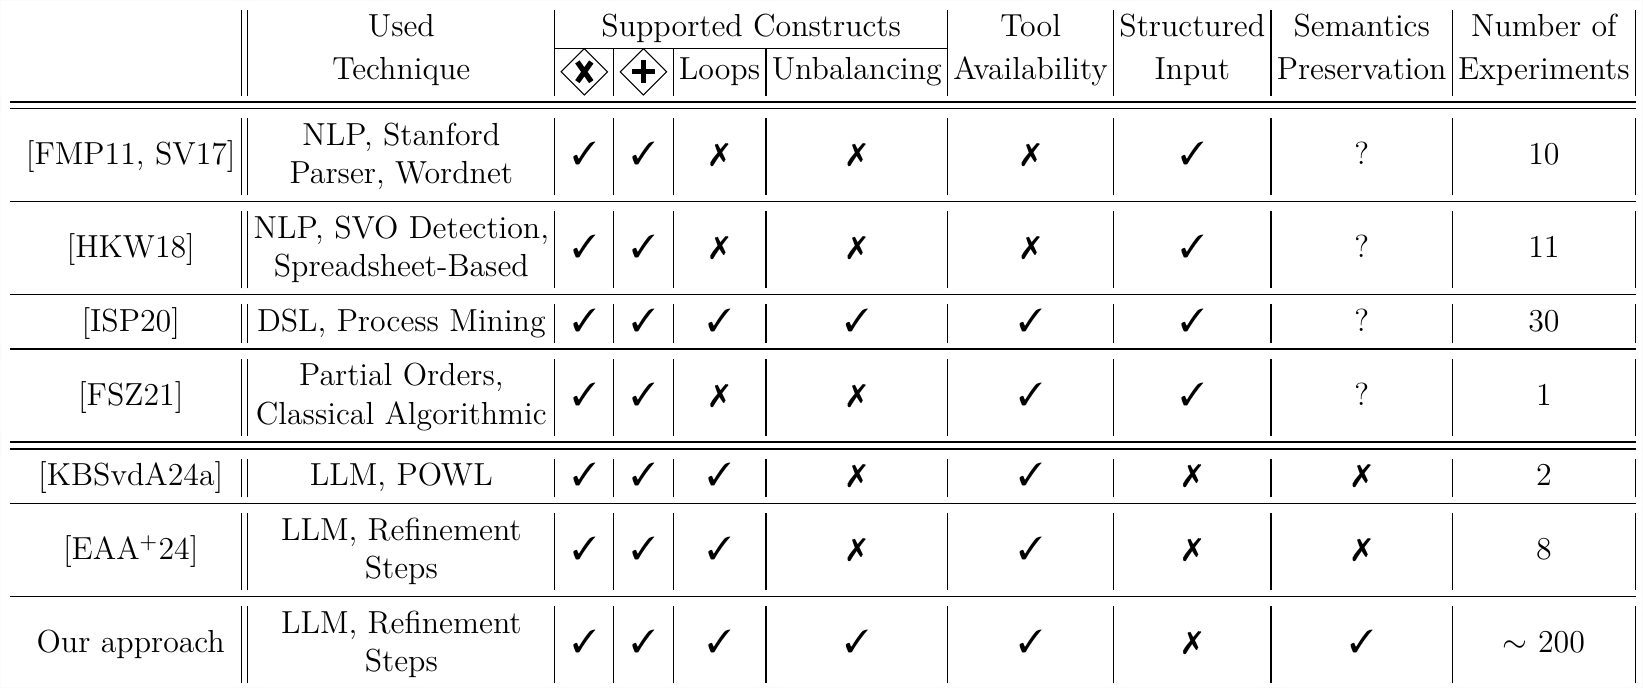 Used Supported Constructs Tool Structured Semantics Number of
Technique Loops Unbalancing Availability Input Preservation Experiments
[FMP11, SV17] NLP, Stanford Parser, Wordnet ✓ ✓ ✗ ✗ ✗ ✓ ? 10
[HKW18] NLP, SVO Detection, Spreadsheet-Based ✓ ✓ ✗ ✗ ✗ ✓ ? 11
[ISP20] DSL, Process Mining ✓ ✓ ✓ ✓ ✓ ✓ ? 30
[FSZ21] Partial Orders, Classical Algorithmic ✓ ✓ ✗ ✗ ✓ ✓ ? 1
[KBSvdA24a] LLM, POWL ✓ ✓ ✓ ✗ ✓ ✗ ✗ 2
[EAA+24] LLM, Refinement Steps ✓ ✓ ✓ ✗ ✓ ✗ ✗ 8
Our approach LLM, Refinement Steps ✓ ✓ ✓ ✓ ✓ ✗ ✓ ∼ 200